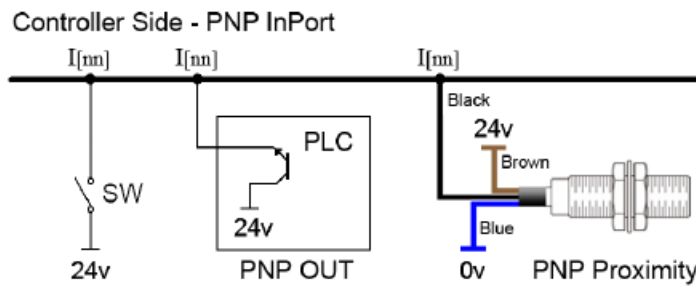 Controller Side - PNP InPort
I[nn] I[nn] I[nn]
Black
PLC 24v
Brown
SW
24v Blue
24v PNP OUT 0v PNP Proximity